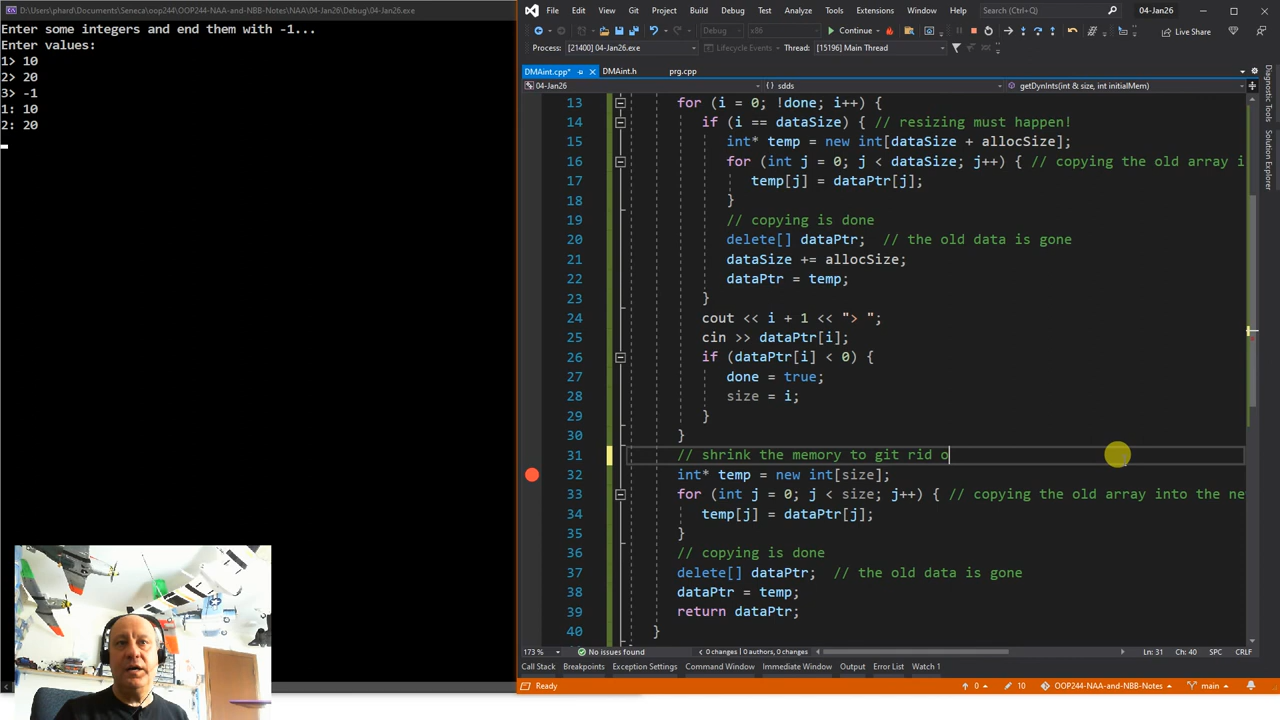 D:\Users\phard\Documents\Seneca\oop244\OOP244-NAA-and-NBB-Notes\NAA\04-Jan26\Debug\04-Jan26.exe
Enter some integers and end them with -1...
Enter values:
1> 10
2> 20
3> -1
1: 10
2: 20
File Edit View Git Project Build Debug Test Analyze Tools Extensions Window Help Search (Ctrl+Q) 04-Jan26
Debug x86 Continue Live Share
Process: [21400] 04-Jan26.exe Lifecycle Events Thread: [15196] Main Thread
DMAint.cpp* DMAint.h prg.cpp
04-Jan26 sdds getDynInts(int & size, int initialMem)
13 for (i = 0; !done; i++) {
14 if (i == dataSize) { // resizing must happen!
15 int* temp = new int[dataSize + allocSize];
16 for (int j = 0; j < dataSize; j++) { // copying the old array i
17 temp[j] = dataPtr[j];
18 }
19 // copying is done
20 delete[] dataPtr; // the old data is gone
21 dataSize += allocSize;
22 dataPtr = temp;
23 }
24 cout << i + 1 << "> ";
25 cin >> dataPtr[i];
26 if (dataPtr[i] < 0) {
27 done = true;
28 size = i;
29 }
30 }
31 // shrink the memory to git rid o
32 int* temp = new int[size];
33 for (int j = 0; j < size; j++) { // copying the old array into the ne
34 temp[j] = dataPtr[j];
35 }
36 // copying is done
37 delete[] dataPtr; // the old data is gone
38 dataPtr = temp;
39 return dataPtr;
40 }
Diagnostic Tools
Solution Explorer
173 % No issues found 0 changes | 0 authors, 0 changes Ln: 31 Ch: 40 SPC CRLF
Call Stack Breakpoints Exception Settings Command Window Immediate Window Output Error List Watch 1
Ready 0 10 OOP244-NAA-and-NBB-Notes main